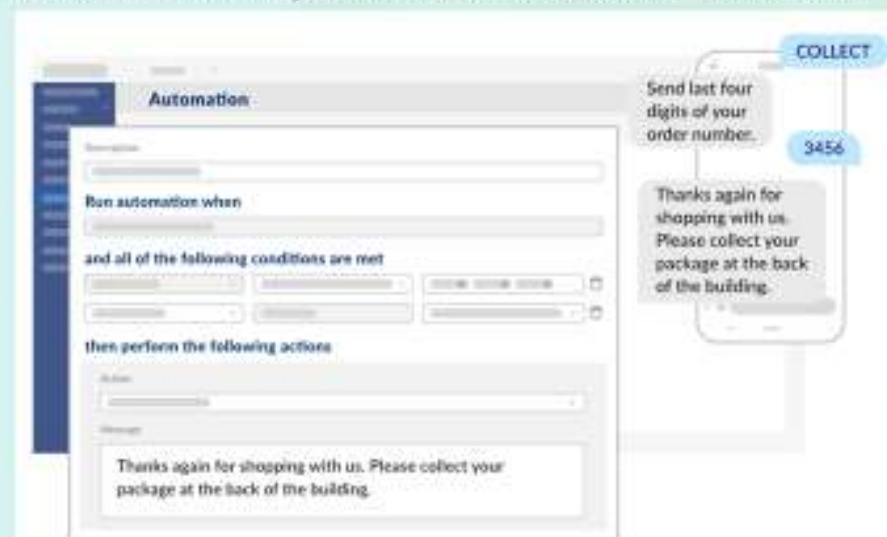 COLLECT
Send last four
digits of your
order number.
3456
Thanks again for
shopping with us.
Please collect your
package at the back
of the building.
Automation
Run automation when
and all of the following conditions are met
then perform the following actions
Action
Message
Thanks again for shopping with us. Please collect your
package at the back of the building.